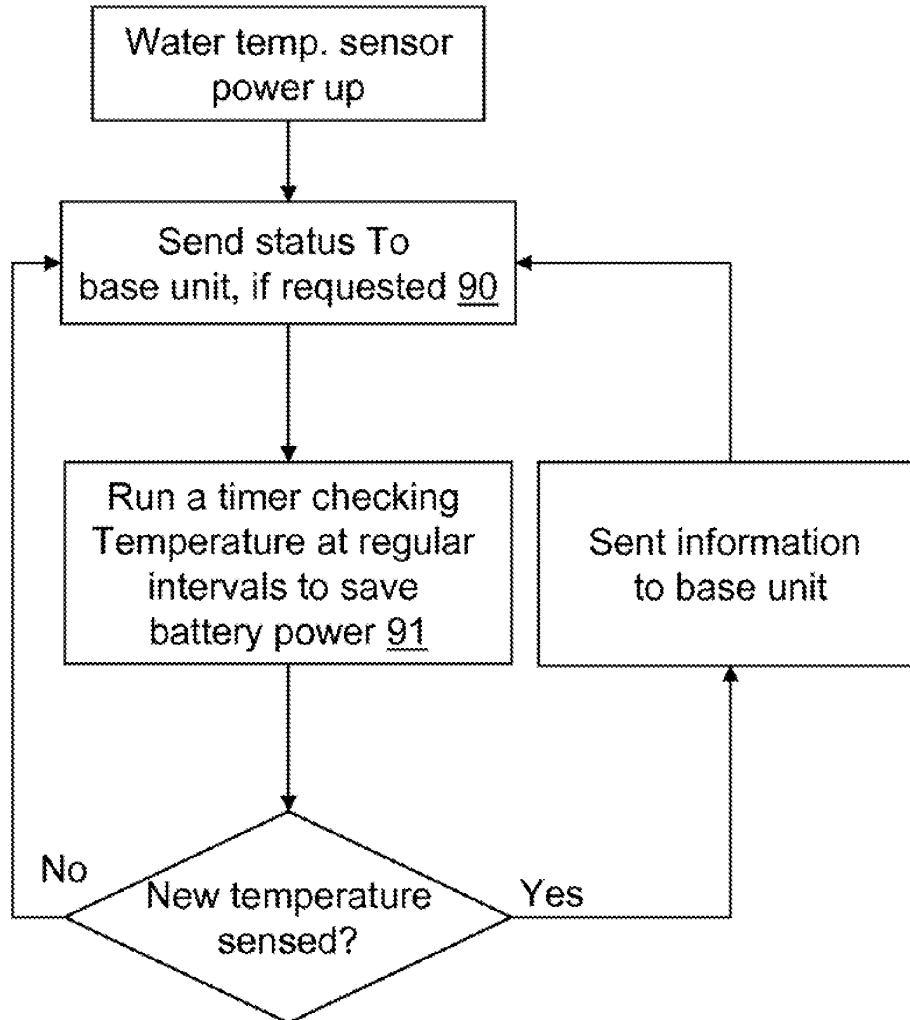 Water temp. sensor
power up
Send status To
base unit, if requested 90
Run a timer checking
Temperature at regular
intervals to save
battery power 91
Sent information
to base unit
No
New temperature
sensed?
Yes